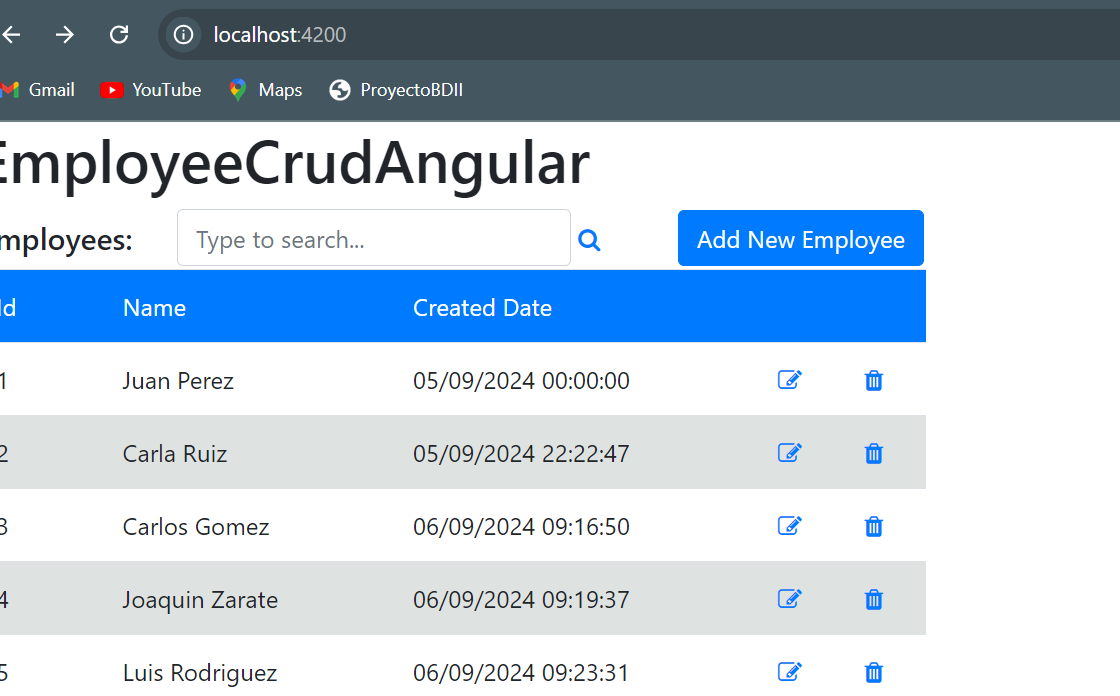 localhost:4200
Gmail YouTube Maps ProyectoBDII
EmployeeCrudAngular
mployees: Type to search... Add New Employee
Id Name Created Date
1 Juan Perez 05/09/2024 00:00:00
2 Carla Ruiz 05/09/2024 22:22:47
3 Carlos Gomez 06/09/2024 09:16:50
4 Joaquin Zarate 06/09/2024 09:19:37
5 Luis Rodriguez 06/09/2024 09:23:31